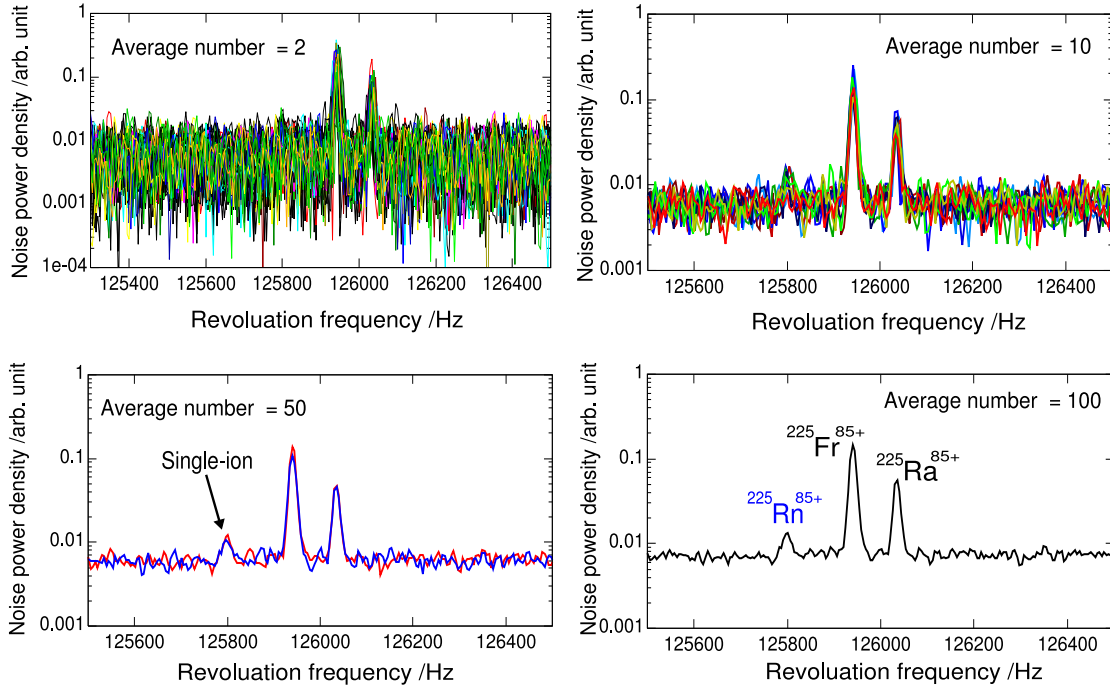 Noise power density /arb. unit
1
0.1
0.01
0.001
1e-04
Average number = 2
125400 125600 125800 126000 126200 126400
Revoluation frequency /Hz
Noise power density /arb. unit
1
0.1
0.01
0.001
Average number = 10
125600 125800 126000 126200 126400
Revoluation frequency /Hz
Noise power density /arb. unit
1
0.1
0.01
0.001
Average number = 50
Single-ion
125600 125800 126000 126200 126400
Revoluation frequency /Hz
Noise power density /arb. unit
1
0.1
0.01
0.001
Average number = 100
²²⁵Fr⁸⁵⁺
²²⁵Ra⁸⁵⁺
²²⁵Rn⁸⁵⁺
125600 125800 126000 126200 126400
Revoluation frequency /Hz